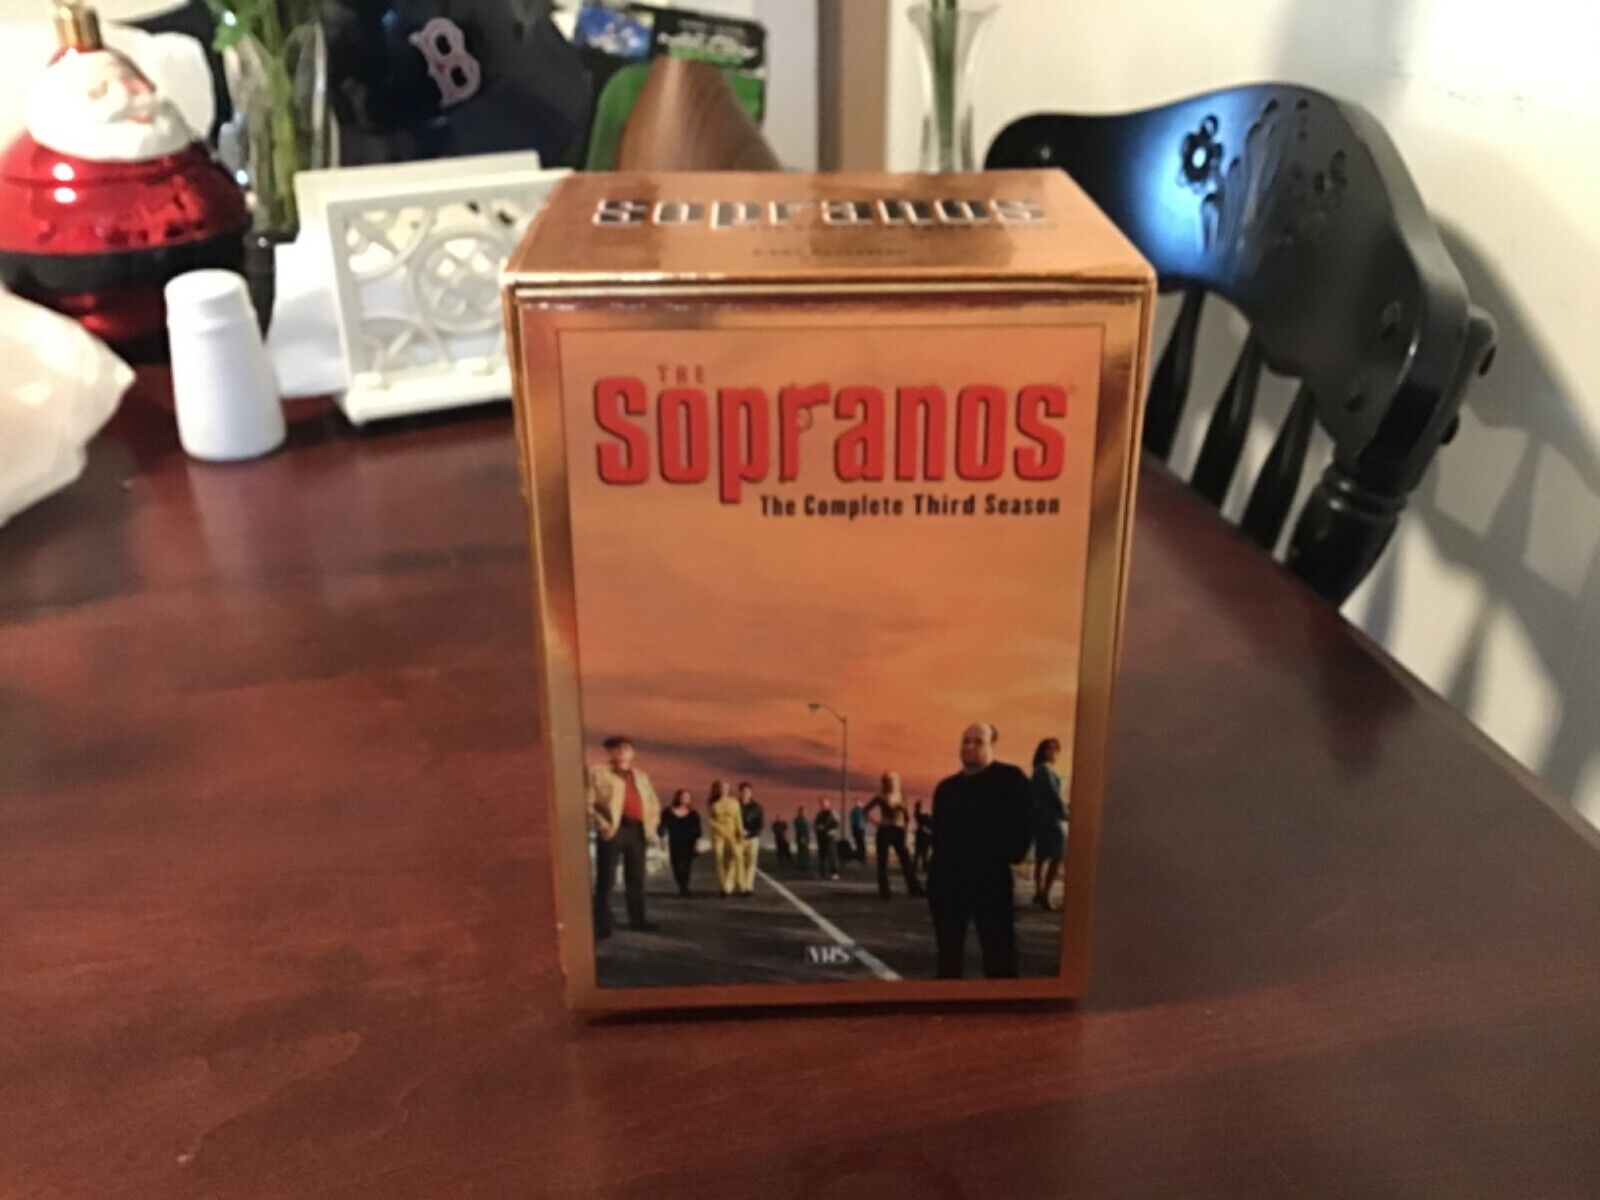 B
Sopranos
THE
Sopranos
The Complete Third Season
VHS